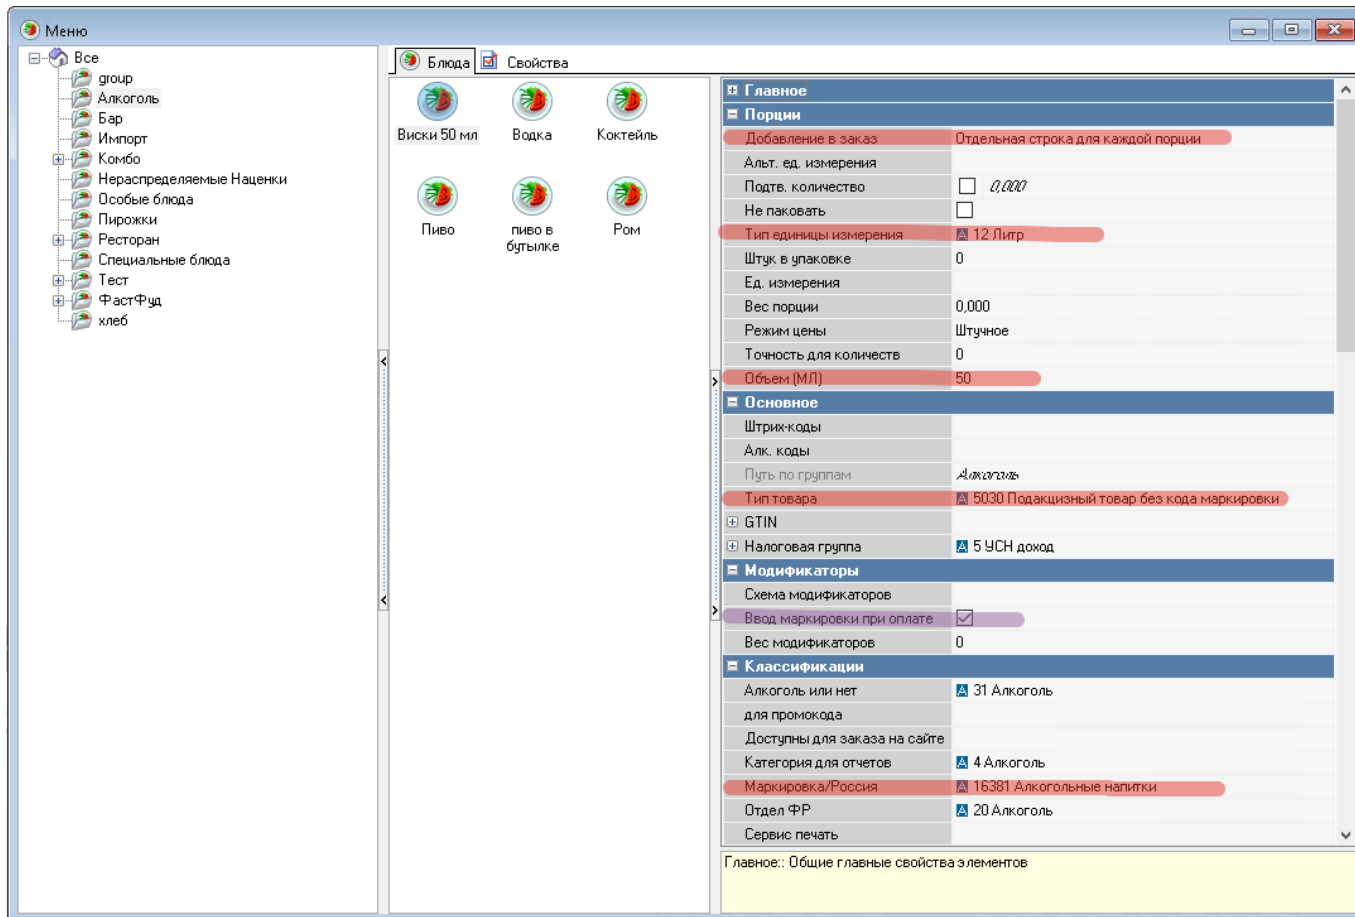 Меню
Все
group
Алкоголь
Бар
Импорт
Комбо
Нераспределяемые Наценки
Особые блюда
Пирожки
Ресторан
Специальные блюда
Тест
ФастФуд
хлеб
Блюда Свойства
Виски 50 мл Водка Коктейль
Пиво пиво в бутылке Ром
Главное
Порции
Добавление в заказ Отдельная строка для каждой порции
Альт. ед. измерения
Подтв. количество 0,000
Не паковать
Тип единицы измерения A 12 Литр
Штук в упаковке 0
Ед. измерения
Вес порции 0,000
Режим цены Штучное
Точность для количеств 0
Объем (МЛ) 50
Основное
Штрих-коды
Алк. коды
Путь по группам Алкоголь
Тип товара A 5030 Подакцизный товар без кода маркировки
GTIN
Налоговая группа A 5 УСН доход
Модификаторы
Схема модификаторов
Ввод маркировки при оплате
Вес модификаторов 0
Классификации
Алкоголь или нет A 31 Алкоголь
для промокода
Доступны для заказа на сайте
Категория для отчетов A 4 Алкоголь
Маркировка/Россия A 16381 Алкогольные напитки
Отдел ФР A 20 Алкоголь
Сервис печать
Главное:: Общие главные свойства элементов